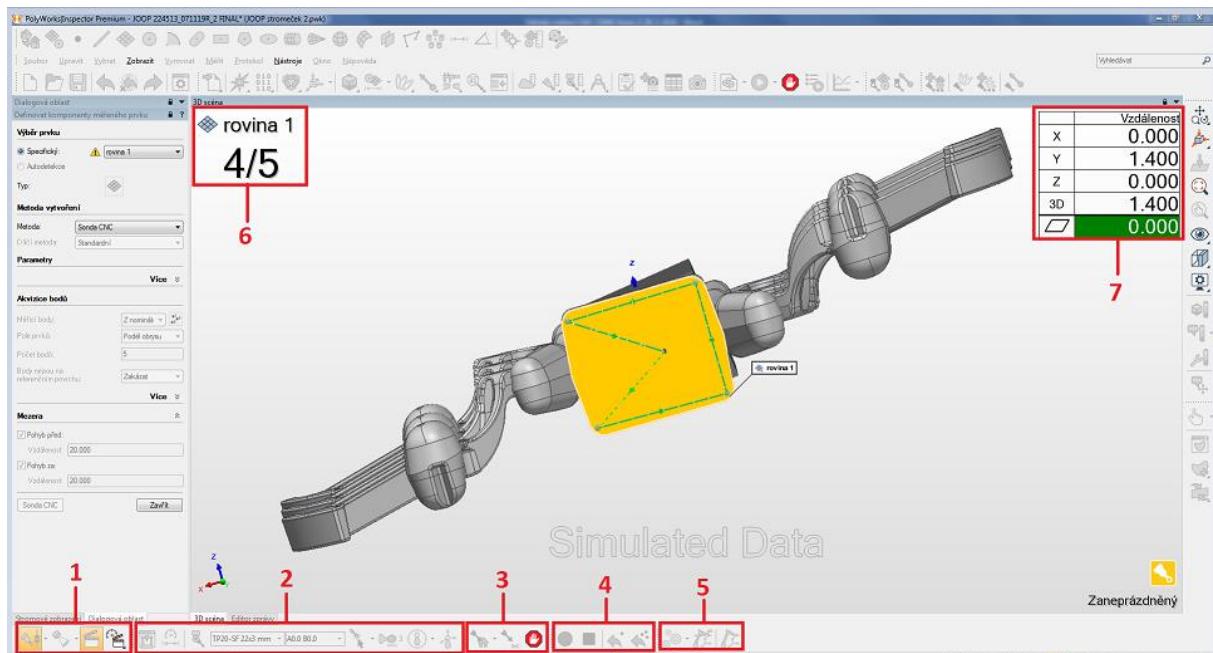 PolyWorks|Inspector Premium - JOOP 224513_071119R_2 FINAL* (JOOP stromeček 2.pwk)
Soubor Upravit Vybrat Zobrazit Vyrovnat Měřit Protokol Nástroje Okno Nápověda
Vyhledávat
Dialogová oblast
3D scéna
Definovat komponenty měřeného prvku
Výběr prvku
Specifický: rovina 1
Autodetekce
Typ:
Metoda vytvoření
Metoda: Sonda CNC
Dílčí metoda: Standardní
Parametry
Více
Akvizice bodů
Měřící body: Z nomináln
Pole prvků: Podél obrysu
Počet bodů: 5
Body nejsou na referenčním povrchu: Zakázat
Více
Mezera
Pohyb před:
Vzdálenost: 20.000
Pohyb za:
Vzdálenost: 20.000
Sonda CNC Zavřít
rovina 1
4/5
6
Vzdálenost
X 0.000
Y 1.400
Z 0.000
3D 1.400
0.000
7
z
rovina 1
Simulated Data
z
x
Zaneprázdněný
1
2
3
4
5
Stromové zobrazení Dialogová oblast
3D scéna Editor zprávy
TP20-SF 22x3 mm A0.0 B0.0